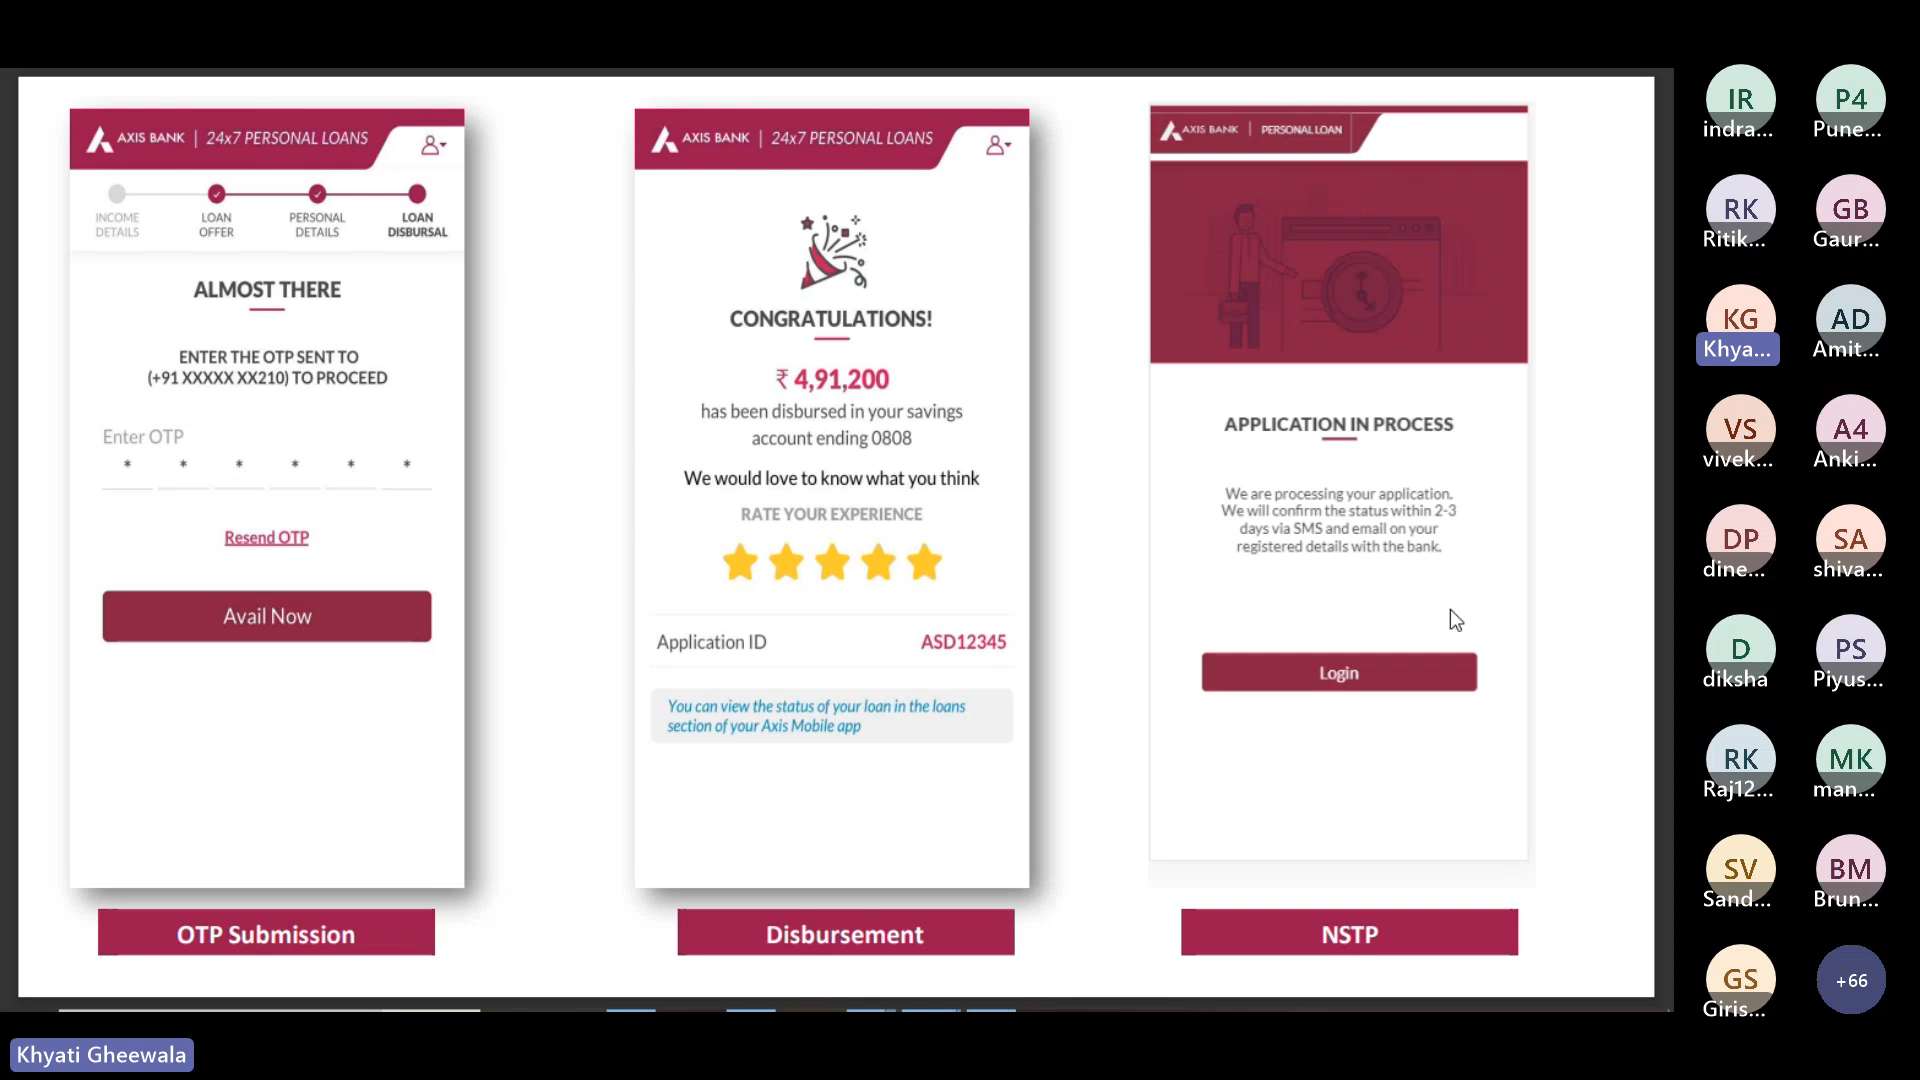 AXIS BANK | 24x7 PERSONAL LOANS
INCOME
DETAILS
LOAN
OFFER
PERSONAL
DETAILS
LOAN
DISBURSAL
ALMOST THERE
ENTER THE OTP SENT TO
(+91 XXXXX XX210) TO PROCEED
Enter OTP
* * * * * *
Resend OTP
Avail Now
OTP Submission
AXIS BANK | 24x7 PERSONAL LOANS
CONGRATULATIONS!
₹ 4,91,200
has been disbursed in your savings
account ending 0808
We would love to know what you think
RATE YOUR EXPERIENCE
Application ID ASD12345
You can view the status of your loan in the loans
section of your Axis Mobile app
Disbursement
AXIS BANK | PERSONAL LOAN
APPLICATION IN PROCESS
We are processing your application.
We will confirm the status within 2-3
days via SMS and email on your
registered details with the bank.
Login
NSTP
IR P4
indra... Pune...
RK GB
Ritik... Gaur...
KG AD
Khya... Amit...
VS A4
vivek... Anki...
DP SA
dine... shiva...
D PS
diksha Piyus...
RK MK
Raj12... man...
SV BM
Sand... Brun...
GS +66
Giris...
Khyati Gheewala